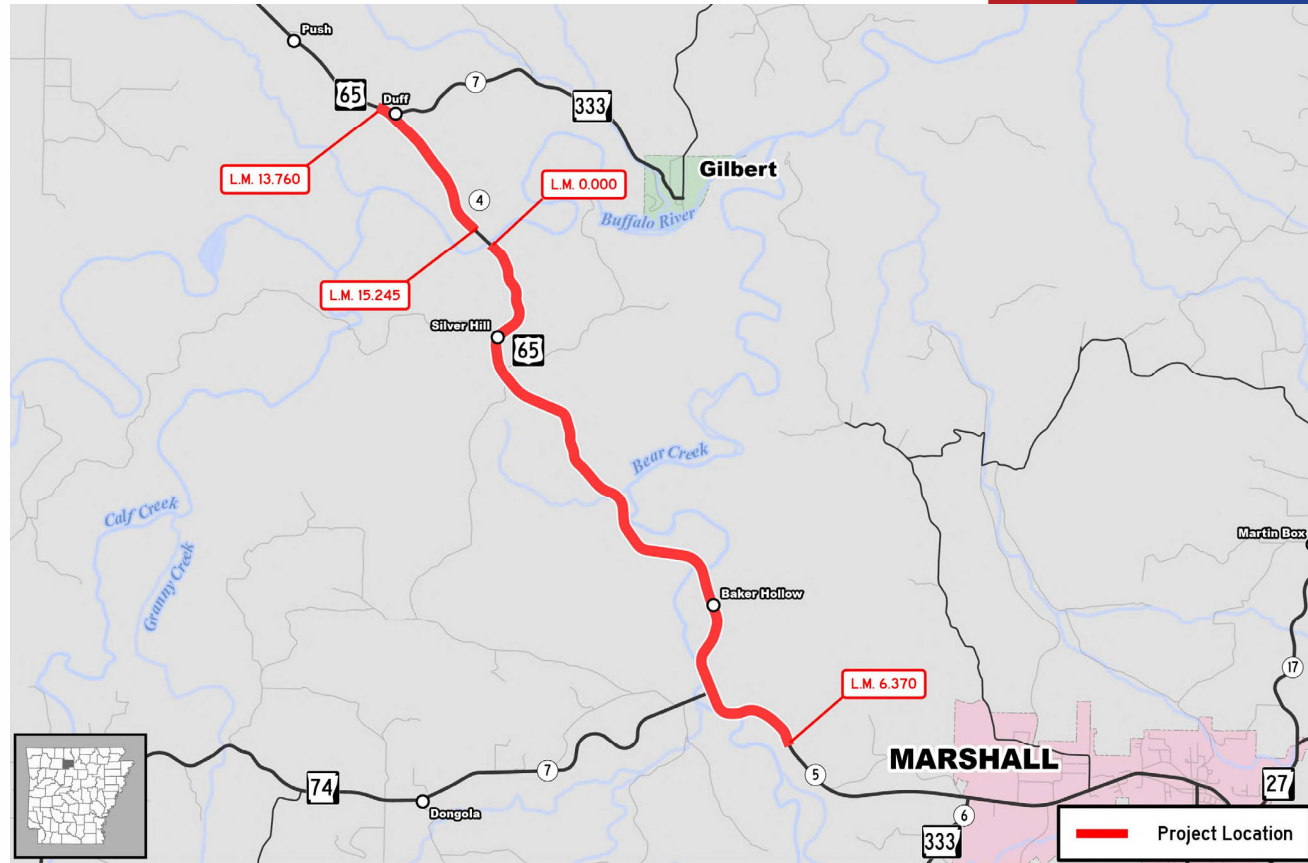 Push
65
Duff
7
333
L.M. 13.760
Gilbert
L.M. 0.000
4
Buffalo River
L.M. 15.245
Silver Hill
65
Bear Creek
Calf Creek
Granny Creek
Martin Box
Baker Hollow
L.M. 6.370
17
MARSHALL
7
5
74
27
Dongola
6
333
Project Location